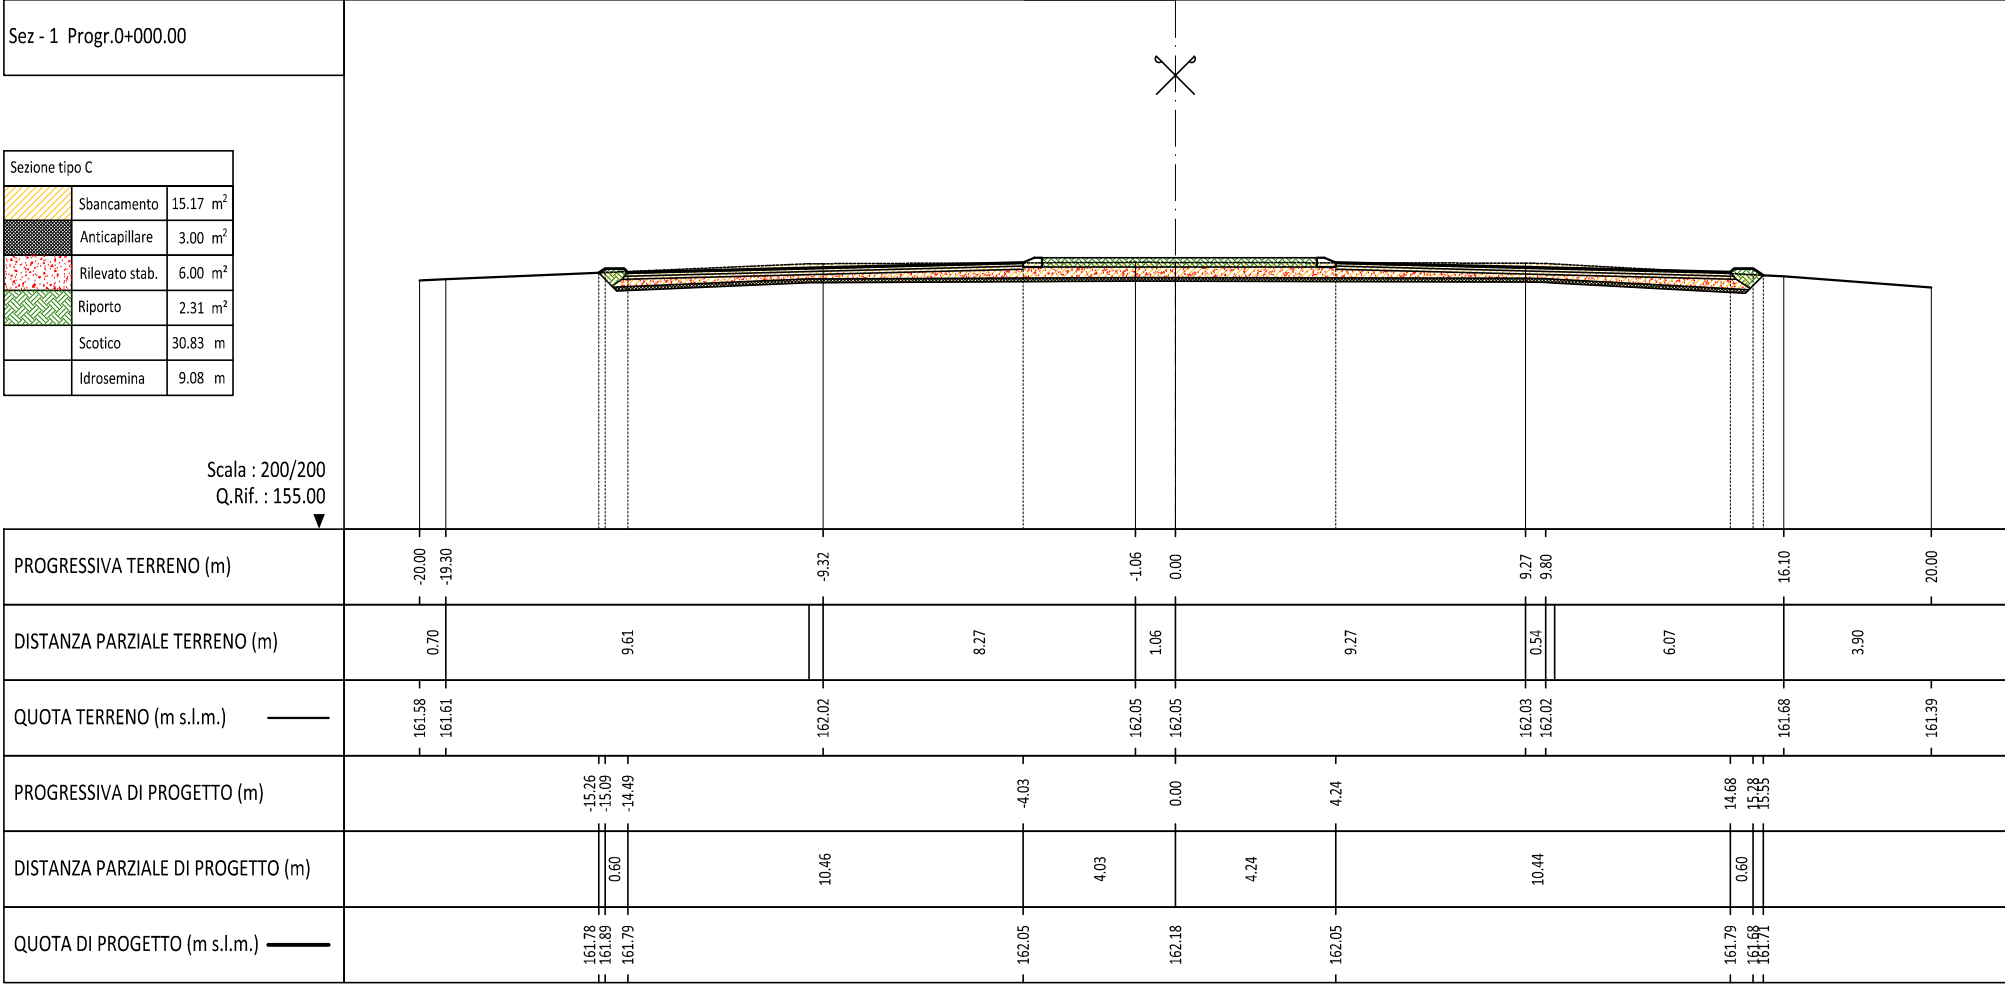 Sez - 1 Progr.0+000.00
Sezione tipo C
Sbancamento 15.17 m²
Anticapillare 3.00 m²
Rilevato stab. 6.00 m²
Riporto 2.31 m²
Scotico 30.83 m
Idrosemina 9.08 m
Scala : 200/200
Q.Rif. : 155.00
PROGRESSIVA TERRENO (m) -20.00 -19.30 -9.32 -1.06 0.00 9.27 9.80 16.10 20.00
DISTANZA PARZIALE TERRENO (m) 0.70 9.61 8.27 1.06 9.27 0.54 6.07 3.90
QUOTA TERRENO (m s.l.m.) 161.58 161.61 162.02 162.05 162.05 162.03 162.02 161.68 161.39
PROGRESSIVA DI PROGETTO (m) -15.26 -15.09 -14.49 -4.03 0.00 4.24 14.68 15.28 15.55
DISTANZA PARZIALE DI PROGETTO (m) 0.60 10.46 4.03 4.24 10.44 0.60
QUOTA DI PROGETTO (m s.l.m.) 161.78 161.89 161.79 162.05 162.18 162.05 161.79 161.71